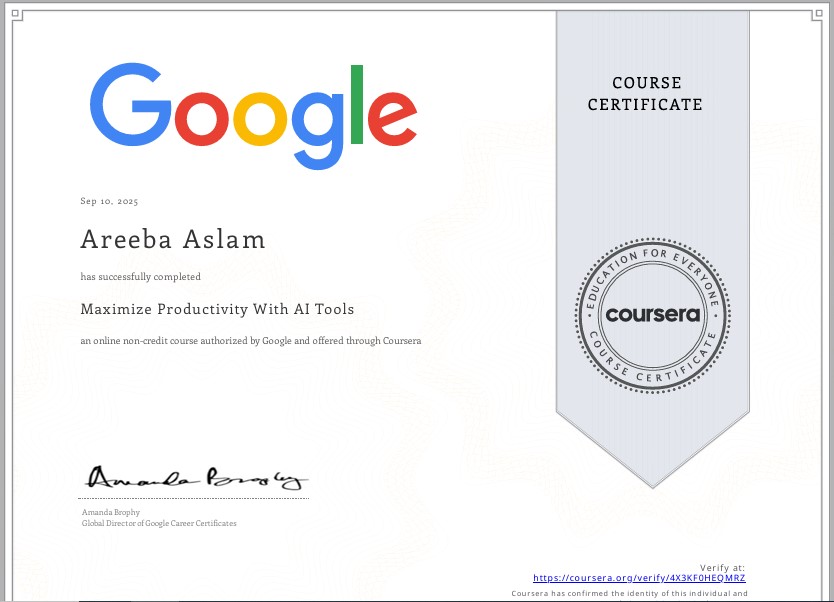 Google
COURSE
CERTIFICATE
Sep 10, 2025
Areeba Aslam
has successfully completed
Maximize Productivity With AI Tools
an online non-credit course authorized by Google and offered through Coursera
EDUCATION FOR EVERYONE
coursera
COURSE CERTIFICATE
Amanda Brophy
Amanda Brophy
Global Director of Google Career Certificates
Verify at:
https://coursera.org/verify/4X3KF0HEQMRZ
Coursera has confirmed the identity of this individual and